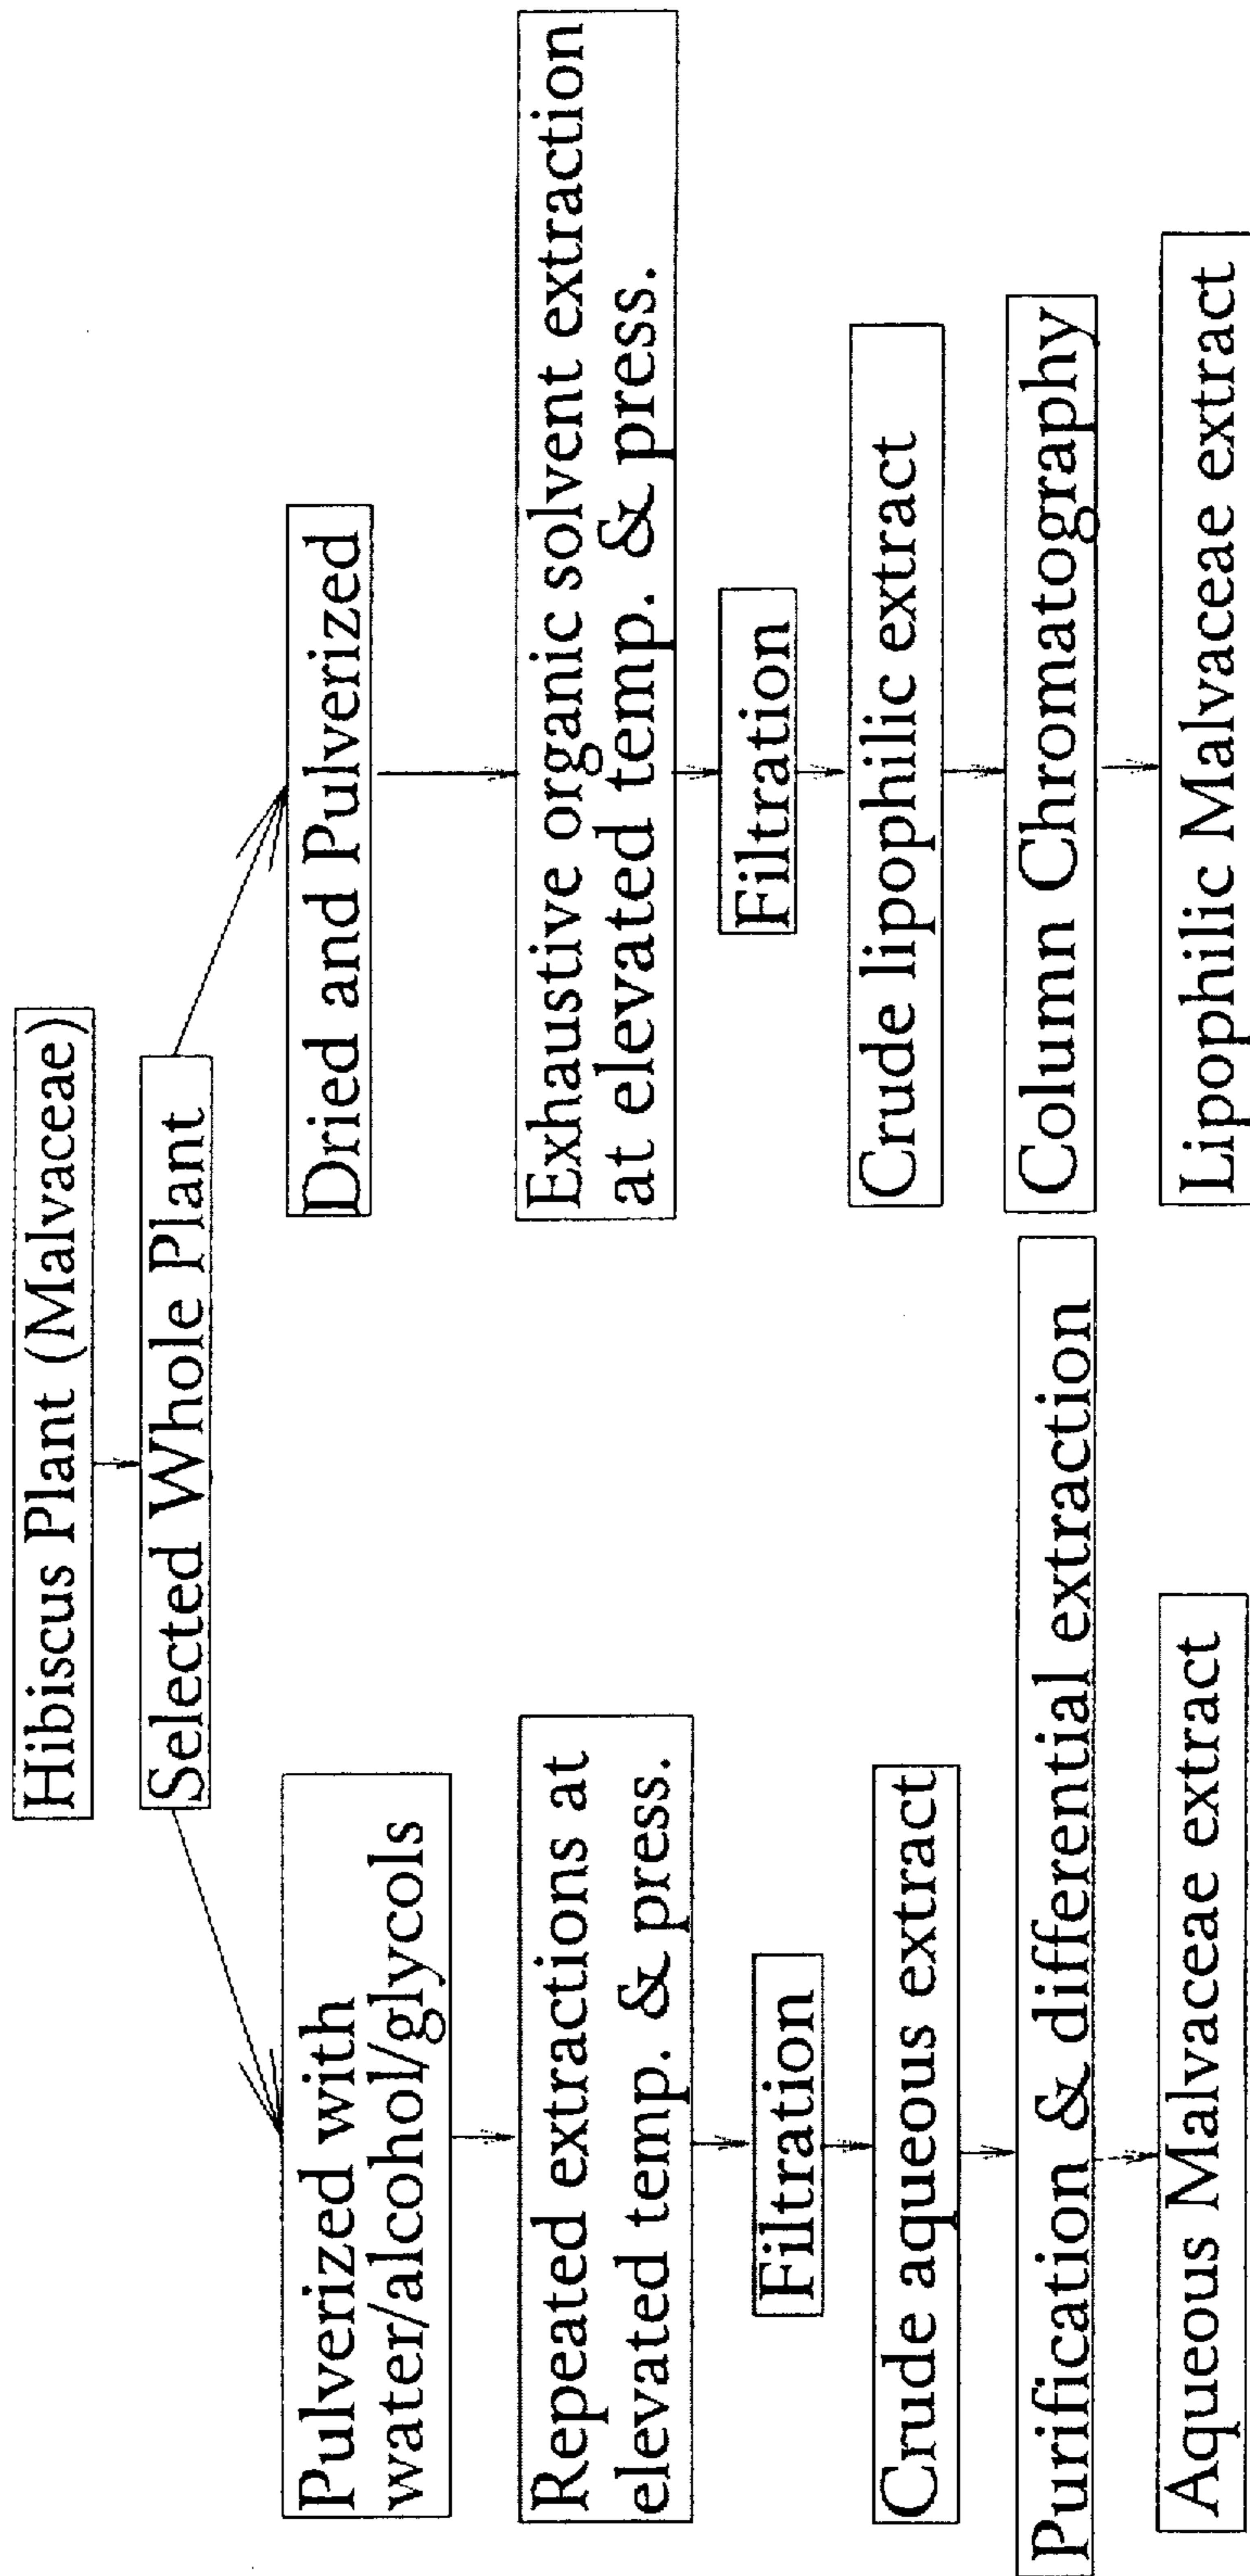 Hibiscus Plant (Malvaceae)
Selected Whole Plant
Pulverized with
water/alcohol/glycols
Repeated extractions at
elevated temp. & press.
Filtration
Crude aqueous extract
Purification & differential extraction
Aqueous Malvaceae extract
Dried and Pulverized
Exhaustive organic solvent extraction
at elevated temp. & press.
Filtration
Crude lipophilic extract
Column Chromatography
Lipophilic Malvaceae extract